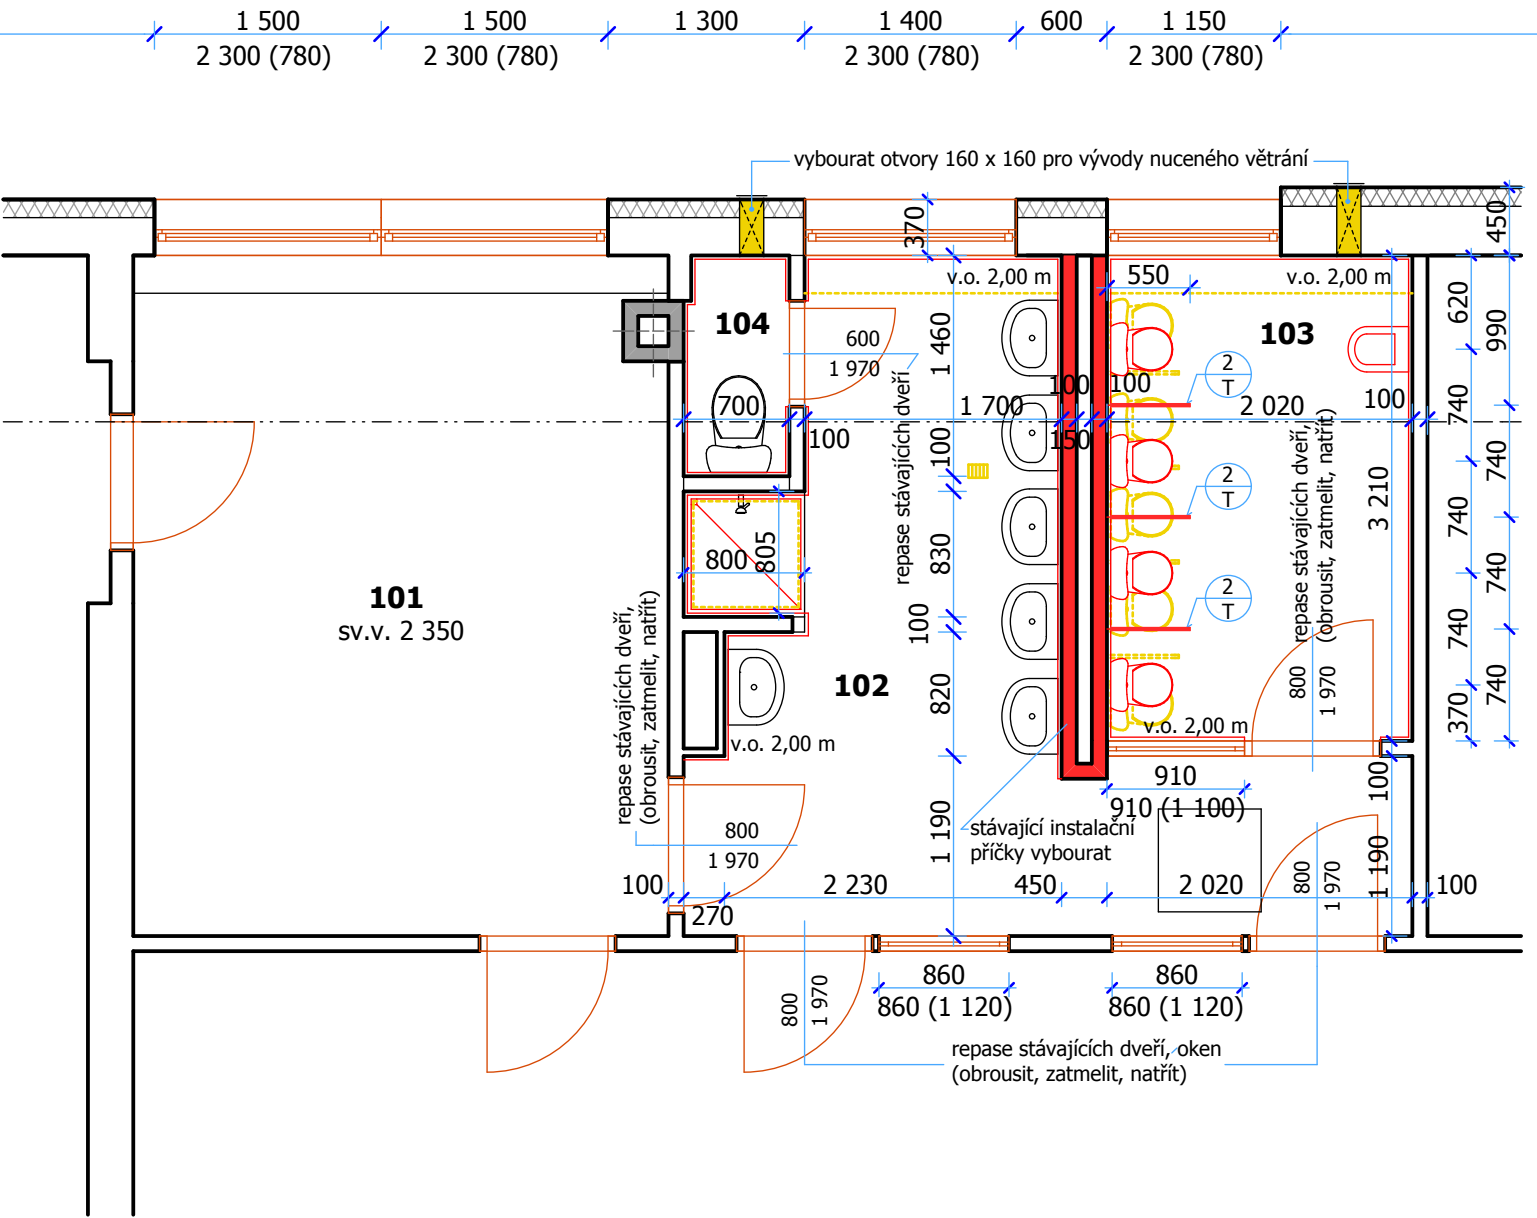 1 500
1 500
1 300
1 400
600
1 150
2 300 (780)
2 300 (780)
2 300 (780)
2 300 (780)
vybourat otvory 160 x 160 pro vývody nuceného větrání
370
450
v.o. 2,00 m
550
v.o. 2,00 m
104
103
600
1 970
repase stávajících dveří
1 460
620
990
2
T
100
100
700
1 700
2 020
100
100
150
740
100
740
740
2
T
repase stávajících dveří,
(obrousit, zatmelit, natřít)
3 210
800
805
830
740
740
101
sv.v. 2 350
repase stávajících dveří,
(obrousit, zatmelit, natřít)
100
2
T
740
740
102
820
800
1 970
370
v.o. 2,00 m
v.o. 2,00 m
910
910 (1 100)
100
stávající instalační
příčky vybourat
800
1 970
1 190
1 190
800
1 970
100
270
2 230
450
2 020
100
800
1 970
860
860 (1 120)
860
860 (1 120)
repase stávajících dveří, oken
(obrousit, zatmelit, natřít)